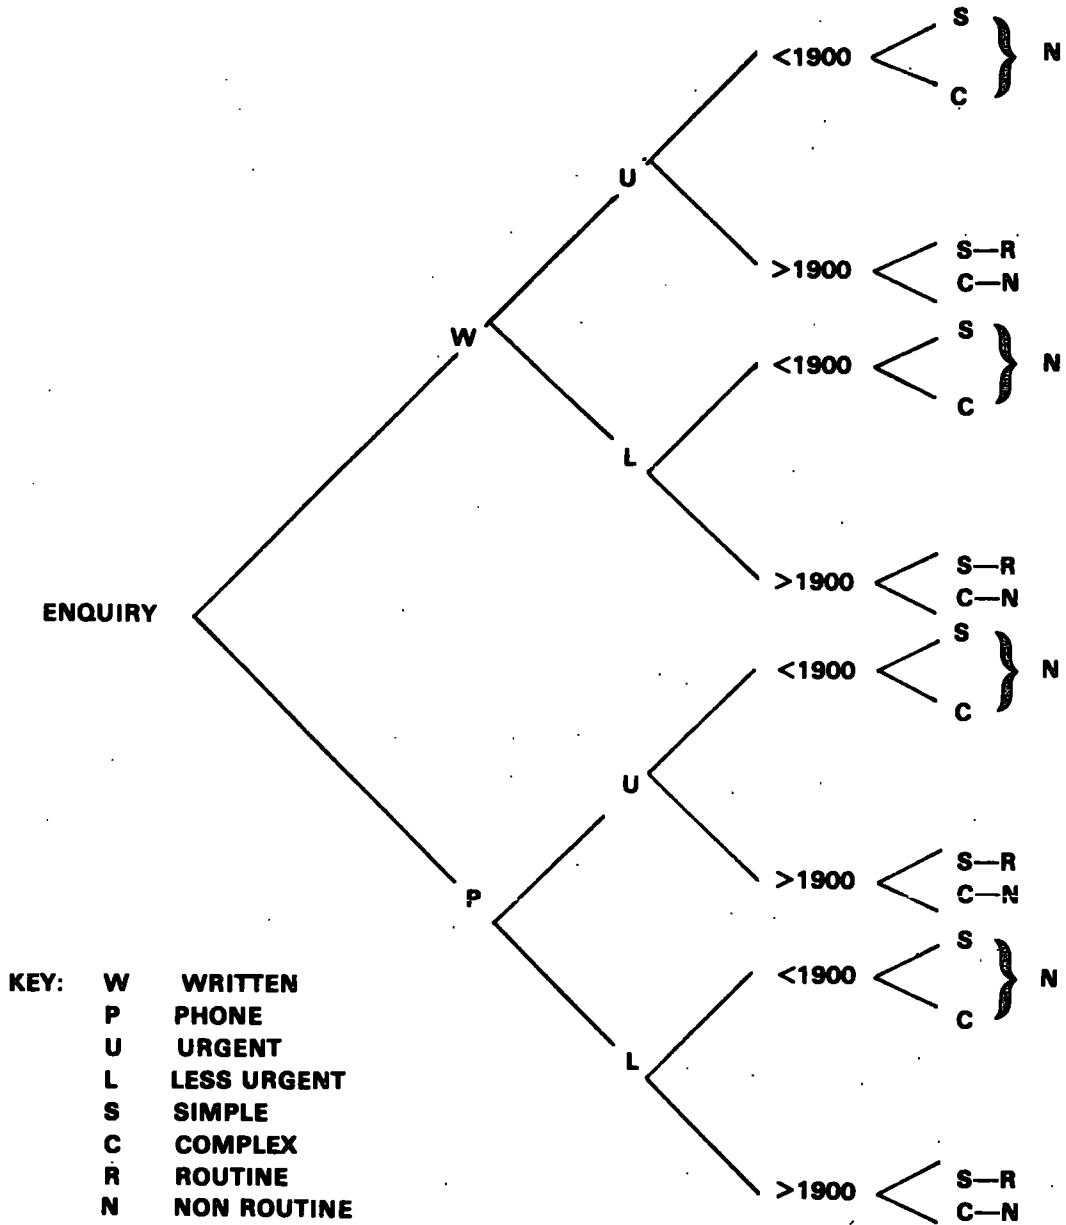 S
<1900 N
C
U
S—R
>1900
C—N
S
W
<1900 N
C
L
S—R
>1900
C—N
ENQUIRY
S
<1900 N
C
U
S—R
>1900
C—N
P
S
<1900 N
C
L
S—R
>1900
C—N
KEY: W WRITTEN
P PHONE
U URGENT
L LESS URGENT
S SIMPLE
C COMPLEX
R ROUTINE
N NON ROUTINE